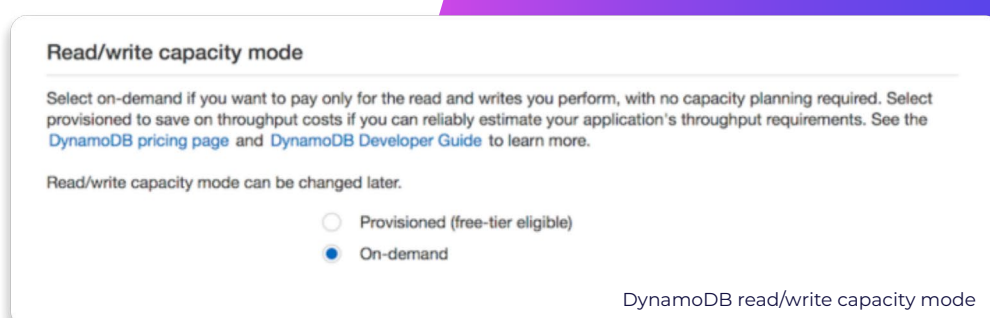 Read/write capacity mode
Select on-demand if you want to pay only for the read and writes you perform, with no capacity planning required. Select
provisioned to save on throughput costs if you can reliably estimate your application's throughput requirements. See the
DynamoDB pricing page and DynamoDB Developer Guide to learn more.
Read/write capacity mode can be changed later.
Provisioned (free-tier eligible)
On-demand
DynamoDB read/write capacity mode